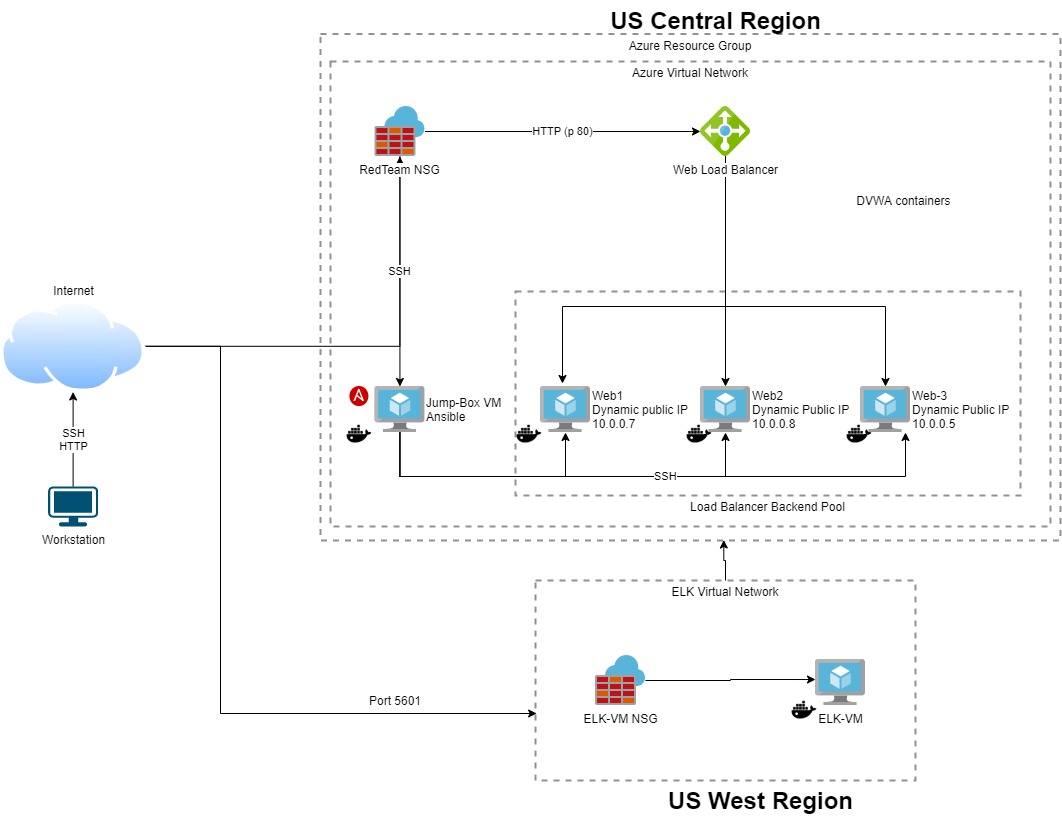 US Central Region
Azure Resource Group
Azure Virtual Network
HTTP (p 80)
RedTeam NSG
Web Load Balancer
DVWA containers
SSH
Internet
Jump-Box VM
Ansible
Web1
Dynamic public IP
10.0.0.7
Web2
Dynamic Public IP
10.0.0.8
Web-3
Dynamic Public IP
10.0.0.5
SSH
HTTP
SSH
Load Balancer Backend Pool
Workstation
ELK Virtual Network
Port 5601
ELK-VM NSG
ELK-VM
US West Region